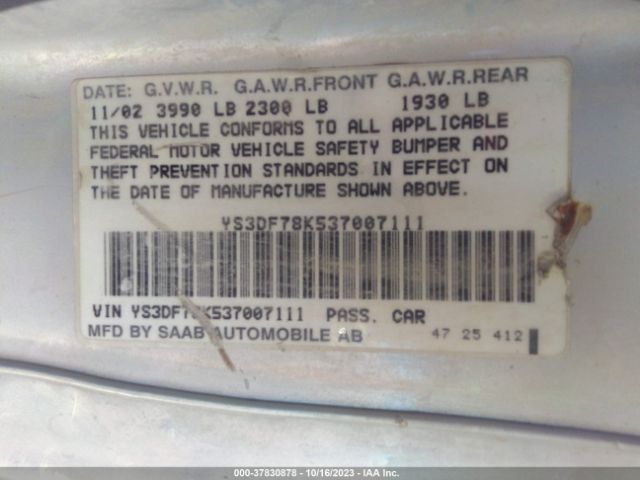 DATE: G.V.W.R. G.A.W.R.FRONT G.A.W.R.REAR
11/02 3990 LB 2300 LB 1930 LB
THIS VEHICLE CONFORMS TO ALL APPLICABLE
FEDERAL MOTOR VEHICLE SAFETY BUMPER AND
THEFT PREVENTION STANDARDS IN EFFECT ON
THE DATE OF MANUFACTURE SHOWN ABOVE.
YS3DF78K537007111
VIN YS3DF78K537007111 PASS. CAR
MFD BY SAAB AUTOMOBILE AB 47 25 412
000-37830878 / 10/16/2023 / IAA Inc.